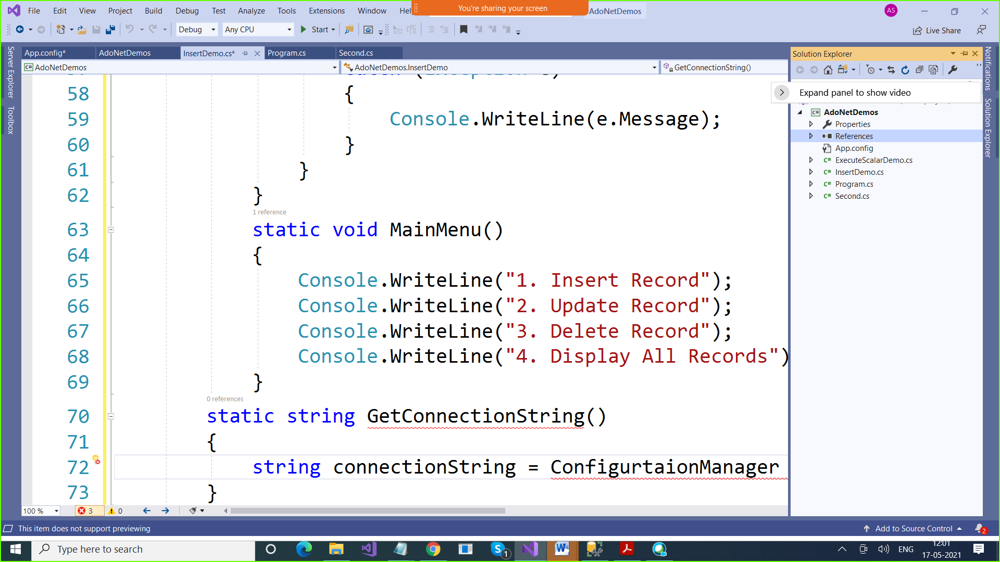 File Edit View Project Build Debug Test Analyze Tools Extensions Window Hel
You're sharing your screen
AdoNetDemos
AS
Debug Any CPU Start Live Share
App.config* AdoNetDemos InsertDemo.cs* Program.cs Second.cs
AdoNetDemos AdoNetDemos.InsertDemo GetConnectionString()
Server Explorer
Toolbox
58 {
59 Console.WriteLine(e.Message);
60 }
61 }
62 }
1 reference
63 static void MainMenu()
64 {
65 Console.WriteLine("1. Insert Record");
66 Console.WriteLine("2. Update Record");
67 Console.WriteLine("3. Delete Record");
68 Console.WriteLine("4. Display All Records")
69 }
0 references
70 static string GetConnectionString()
71 {
72 string connectionString = ConfigurtaionManager
73 }
100 % 3 0
Solution Explorer
Expand panel to show video
AdoNetDemos
Properties
References
App.config
ExecuteScalarDemo.cs
InsertDemo.cs
Program.cs
Second.cs
Notifications
Solution Explorer
This item does not support previewing
Add to Source Control 2
Type here to search
1
ENG
12:01
17-05-2021